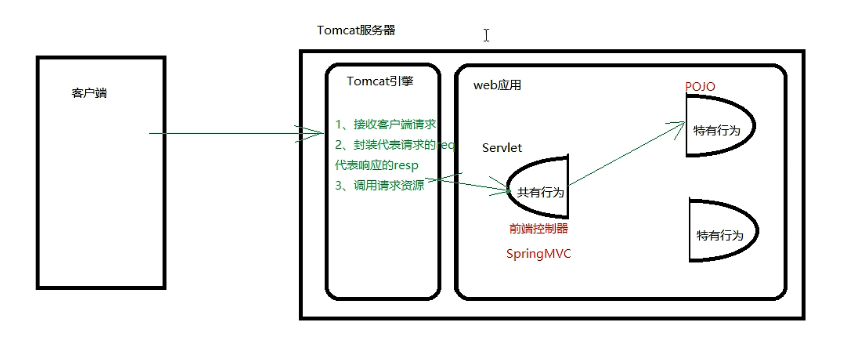 Tomcat服务器
客户端
Tomcat引擎
1、接收客户端请求
2、封装代表请求的req
代表响应的resp
3、调用请求资源
web应用
Servlet
共有行为
前端控制器
SpringMVC
POJO
特有行为
特有行为